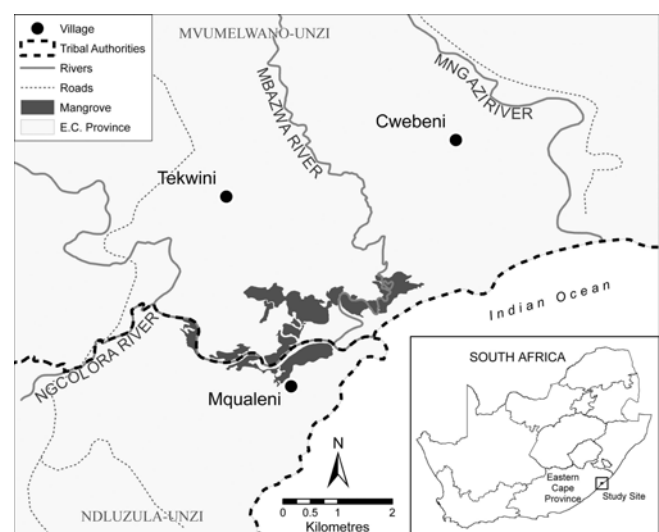 Village
Tribal Authorities
Rivers
Roads
Mangrove
E.C. Province
MVUMELWANO-UNZI
MBAZWA RIVER
MNGAZI RIVER
Cwebeni
Tekwini
Indian Ocean
NGCOLORA RIVER
Mqualeni
NDLUZULA-UNZI
N
0 0.5 1 2
Kilometres
SOUTH AFRICA
Eastern
Cape
Province
Study Site